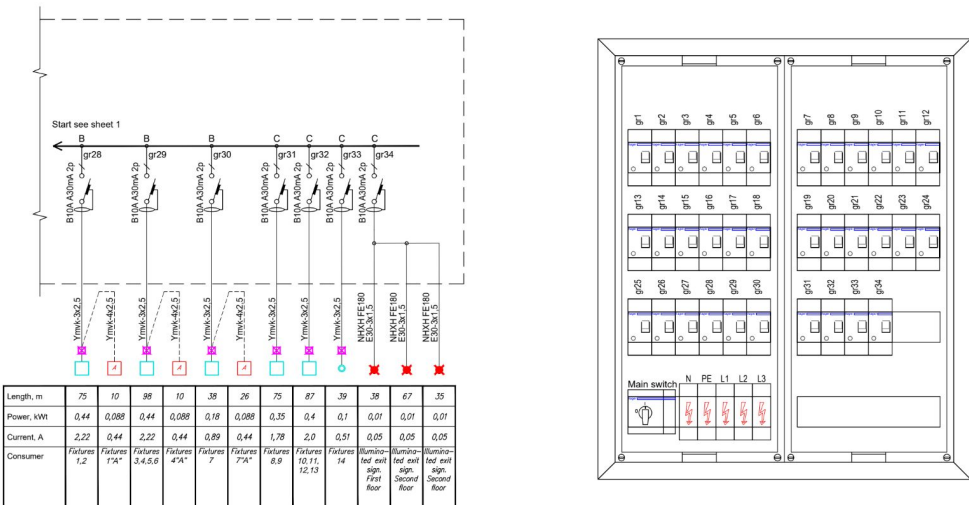 Start see sheet 1
B B B C C C C
gr28 gr29 gr30 gr31 gr32 gr33 gr34
B10A A30mA 2p
B10A A30mA 2p
B10A A30mA 2p
B10A A30mA 2p
B10A A30mA 2p
B10A A30mA 2p
B10A A30mA 2p
Ymvk-3x2,5
Ymvk-4x2,5
Ymvk-3x2,5
Ymvk-4x2,5
Ymvk-3x2,5
Ymvk-4x2,5
Ymvk-3x2,5
Ymvk-3x2,5
Ymvk-3x2,5
NHXH FE180
E30-3x1,5
NHXH FE180
E30-3x1,5
NHXH FE180
E30-3x1,5
A A A
Length, m 75 10 98 10 38 26 75 87 39 38 67 35
Power, kWt 0,44 0,088 0,44 0,088 0,18 0,088 0,35 0,4 0,1 0,01 0,01 0,01
Current, A 2,22 0,44 2,22 0,44 0,89 0,44 1,78 2,0 0,51 0,05 0,05 0,05
Consumer
Fixtures
1,2
Fixtures
1"A"
Fixtures
3,4,5,6
Fixtures
4"A"
Fixtures
7
Fixtures
7"A"
Fixtures
8,9
Fixtures
10,11,
12,13
Fixtures
14
Illumina-
ted exit
sign.
First
floor
Illumina-
ted exit
sign.
Second
floor
Illumina-
ted exit
sign.
Second
floor
gr1 gr2 gr3 gr4 gr5 gr6 gr7 gr8 gr9 gr10 gr11 gr12
gr13 gr14 gr15 gr16 gr17 gr18 gr19 gr20 gr21 gr22 gr23 gr24
gr25 gr26 gr27 gr28 gr29 gr30 gr31 gr32 gr33 gr34
Main switch N PE L1 L2 L3